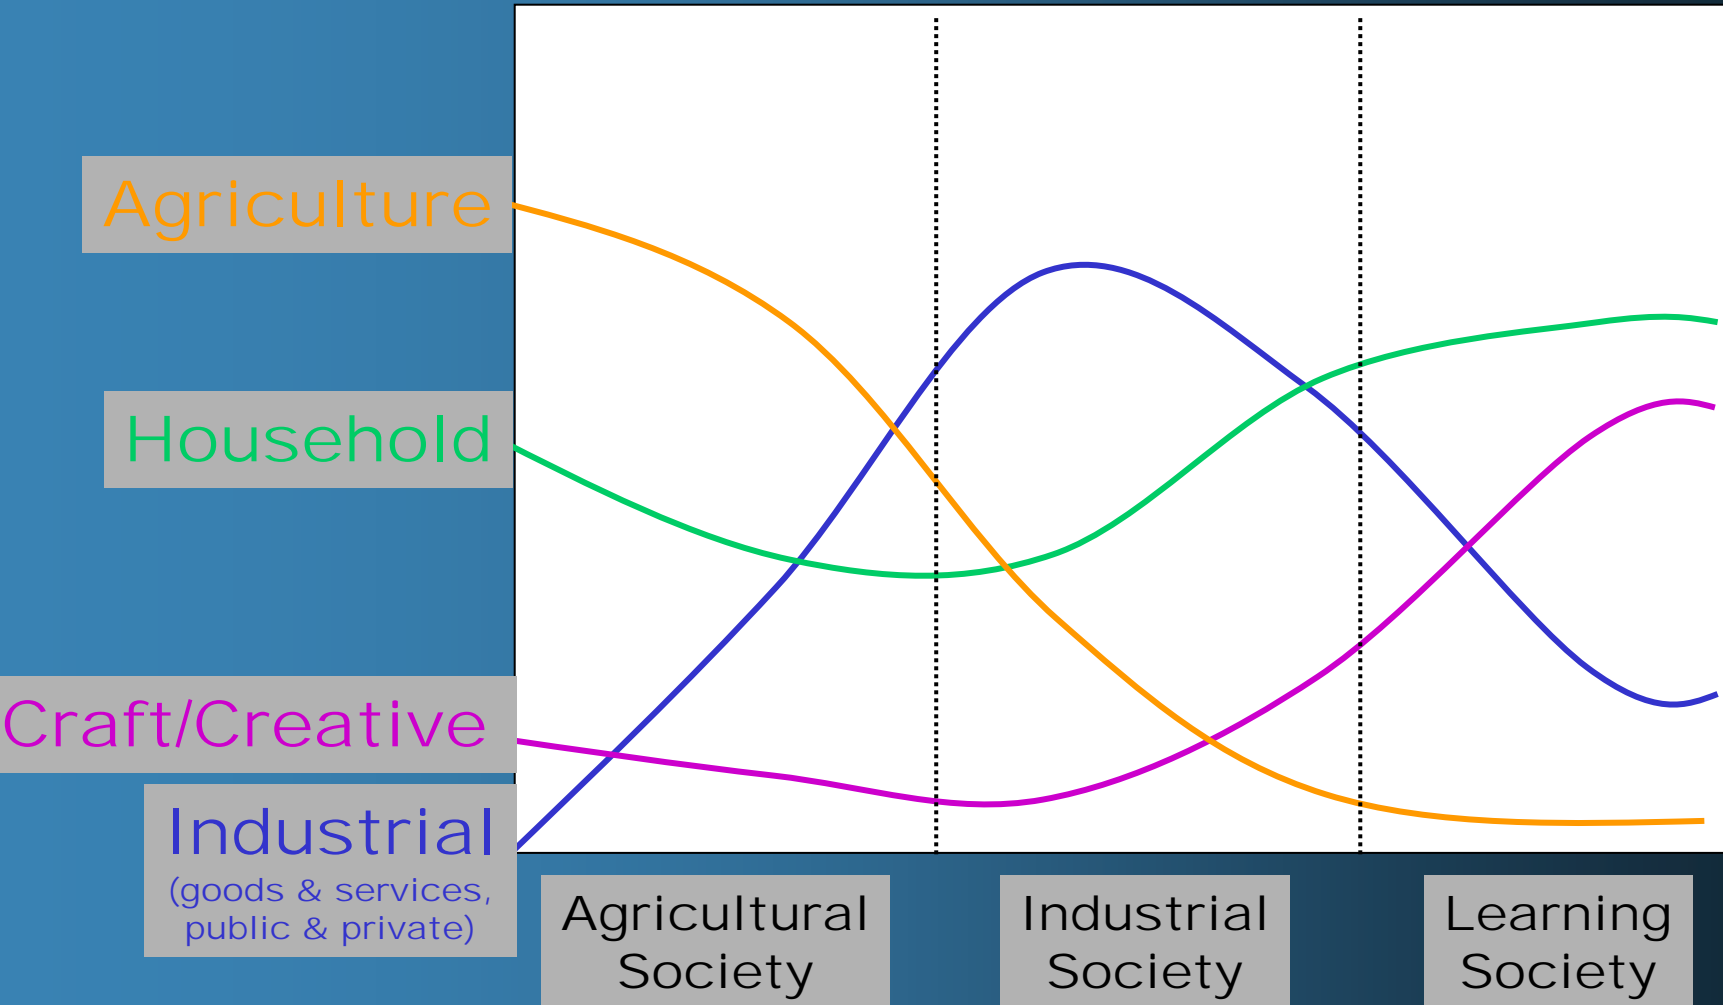 Agriculture
Household
Craft/Creative
Industrial
(goods & services,
public & private)
Agricultural
Society
Industrial
Society
Learning
Society